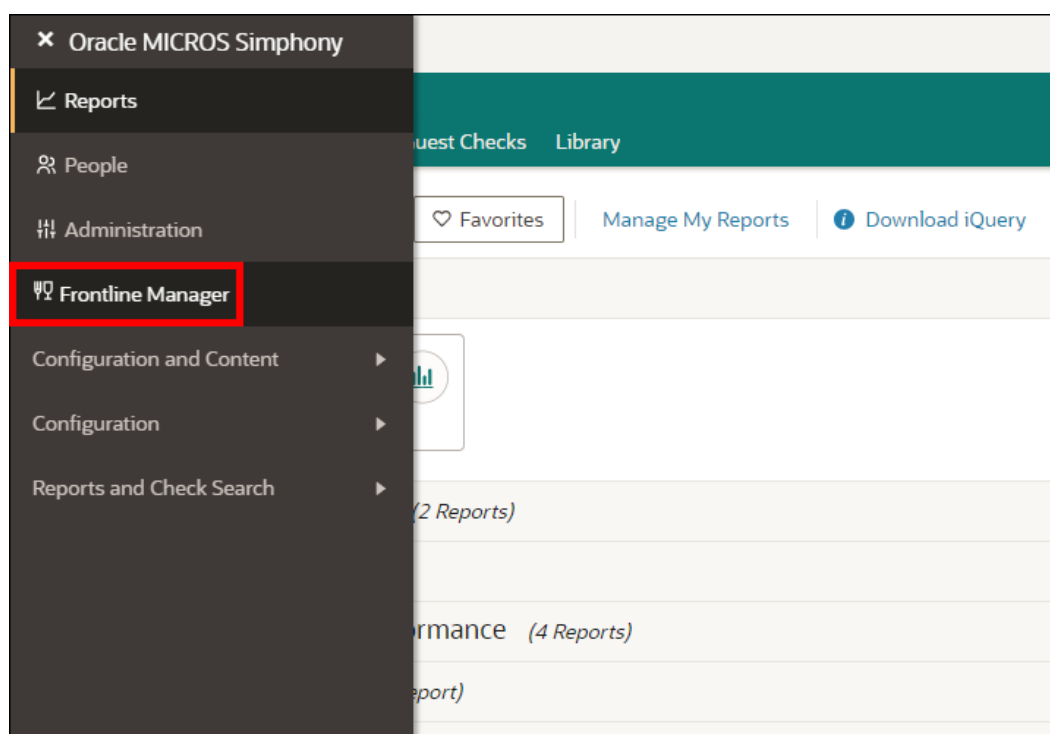 Oracle MICROS Simphony
Reports
People
Administration
Frontline Manager
Configuration and Content
Configuration
Reports and Check Search
uest Checks Library
Favorites Manage My Reports Download iQuery
(2 Reports)
ormance (4 Reports)
eport)